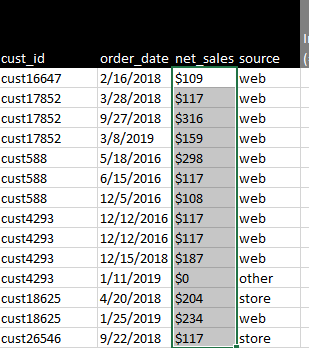 cust_id order_date net_sales source
cust16647 2/16/2018 $109 web
cust17852 3/28/2018 $117 web
cust17852 9/27/2018 $316 web
cust17852 3/8/2019 $159 web
cust588 5/18/2016 $298 web
cust588 6/15/2016 $117 web
cust588 12/5/2016 $108 web
cust4293 12/12/2016 $117 web
cust4293 12/12/2016 $117 web
cust4293 12/15/2018 $187 web
cust4293 1/11/2019 $0 other
cust18625 4/20/2018 $204 store
cust18625 1/25/2019 $234 web
cust26546 9/22/2018 $117 store